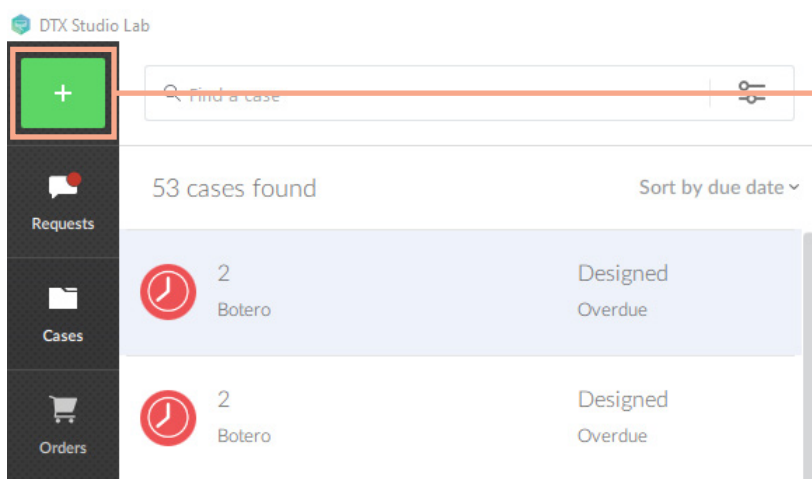 DTX Studio Lab
+
Find a case
Requests
53 cases found
Sort by due date
2
Designed
Botero
Overdue
Cases
2
Designed
Botero
Overdue
Orders